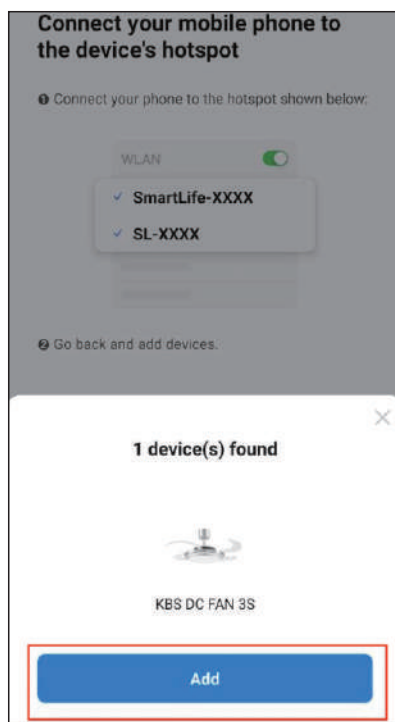 Connect your mobile phone to
the device's hotspot
❶ Connect your phone to the hotspot shown below:
WLAN
SmartLife-XXXX
SL-XXXX
❷ Go back and add devices.
1 device(s) found
KBS DC FAN 3S
Add